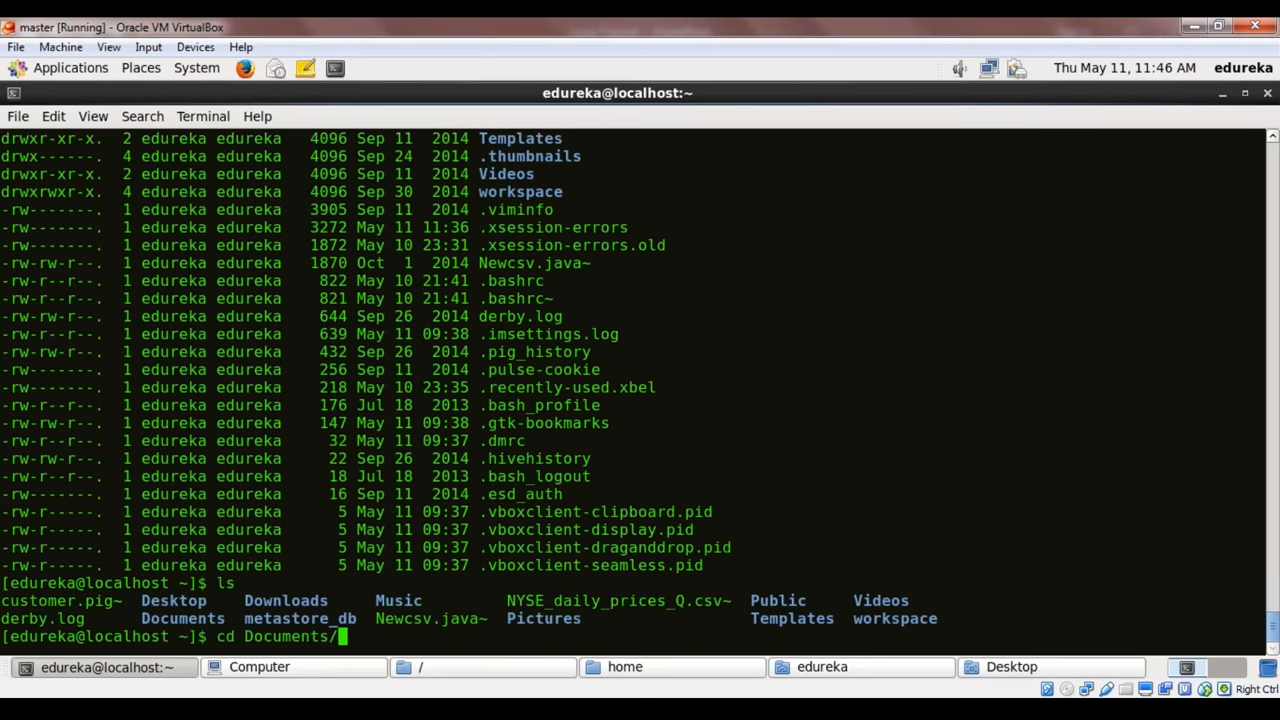 master [Running] - Oracle VM VirtualBox
File Machine View Input Devices Help
Applications Places System Thu May 11, 11:46 AM edureka
edureka@localhost:~
File Edit View Search Terminal Help
drwxr-xr-x. 2 edureka edureka 4096 Sep 11 2014 Templates
drwx------. 4 edureka edureka 4096 Sep 24 2014 .thumbnails
drwxr-xr-x. 2 edureka edureka 4096 Sep 11 2014 Videos
drwxrwxr-x. 4 edureka edureka 4096 Sep 30 2014 workspace
-rw-------. 1 edureka edureka 3905 Sep 11 2014 .viminfo
-rw-------. 1 edureka edureka 3272 May 11 11:36 .xsession-errors
-rw-------. 1 edureka edureka 1872 May 10 23:31 .xsession-errors.old
-rw-rw-r--. 1 edureka edureka 1870 Oct 1 2014 Newcsv.java~
-rw-r--r--. 1 edureka edureka 822 May 10 21:41 .bashrc
-rw-r--r--. 1 edureka edureka 821 May 10 21:41 .bashrc~
-rw-rw-r--. 1 edureka edureka 644 Sep 26 2014 derby.log
-rw-rw-r--. 1 edureka edureka 639 May 11 09:38 .imsettings.log
-rw-rw-r--. 1 edureka edureka 432 Sep 26 2014 .pig_history
-rw-------. 1 edureka edureka 256 Sep 11 2014 .pulse-cookie
-rw-------. 1 edureka edureka 218 May 10 23:35 .recently-used.xbel
-rw-r--r--. 1 edureka edureka 176 Jul 18 2013 .bash_profile
-rw-rw-r--. 1 edureka edureka 147 May 11 09:38 .gtk-bookmarks
-rw-------. 1 edureka edureka 32 May 11 09:37 .dmrc
-rw-rw-r--. 1 edureka edureka 22 Sep 26 2014 .hivehistory
-rw-r--r--. 1 edureka edureka 18 Jul 18 2013 .bash_logout
-rw-------. 1 edureka edureka 16 Sep 11 2014 .esd_auth
-rw-r-----. 1 edureka edureka 5 May 11 09:37 .vboxclient-clipboard.pid
-rw-r-----. 1 edureka edureka 5 May 11 09:37 .vboxclient-display.pid
-rw-r-----. 1 edureka edureka 5 May 11 09:37 .vboxclient-draganddrop.pid
-rw-r-----. 1 edureka edureka 5 May 11 09:37 .vboxclient-seamless.pid
[edureka@localhost ~]$ ls
customer.pig~ Desktop Downloads Music NYSE_daily_prices_Q.csv~ Public Videos
derby.log Documents metastore_db Newcsv.java~ Pictures Templates workspace
[edureka@localhost ~]$ cd Documents/
edureka@localhost:~ Computer / home edureka Desktop
Right Ctrl